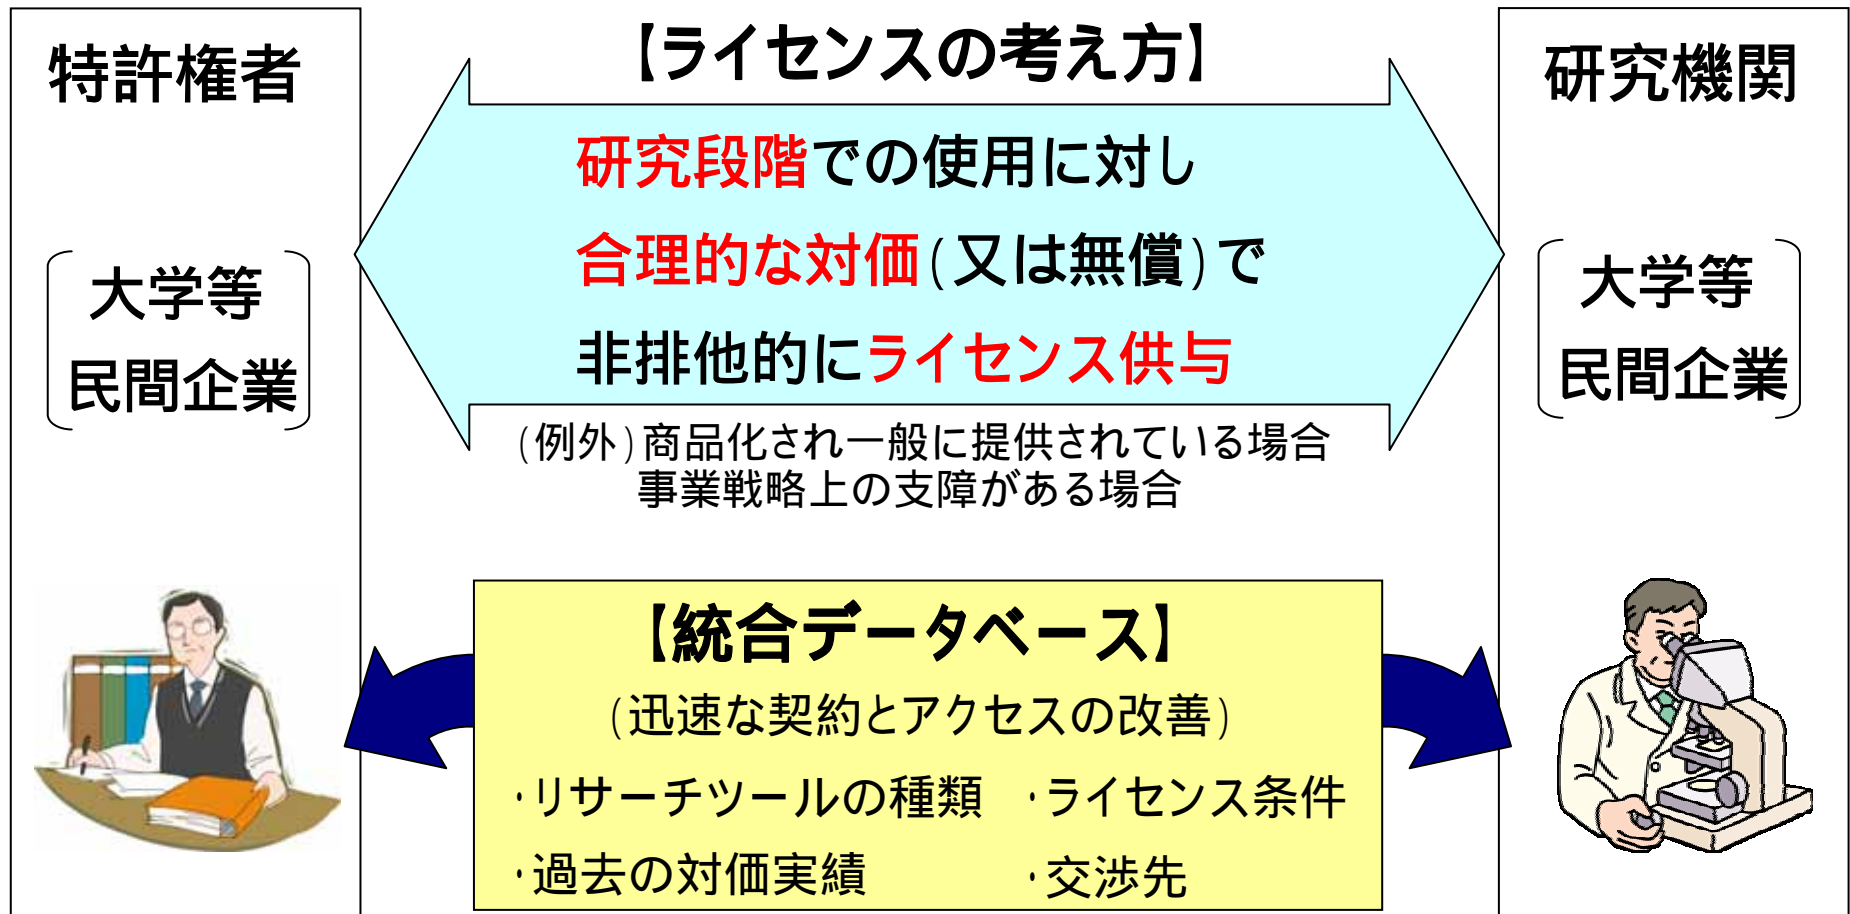 特許権者
大学等
民間企業
【ライセンスの考え方】
研究段階での使用に対し
合理的な対価(又は無償)で
非排他的にライセンス供与
(例外)商品化され一般に提供されている場合
事業戦略上の支障がある場合
研究機関
大学等
民間企業
【統合データベース】
(迅速な契約とアクセスの改善)
・リサーチツールの種類 ・ライセンス条件
・過去の対価実績 ・交渉先